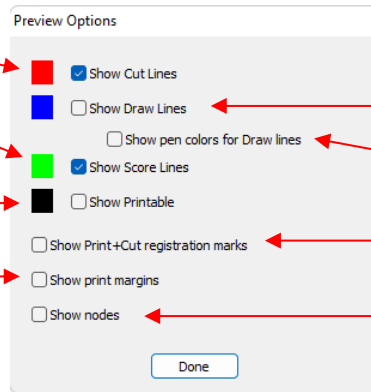 Preview Options
Show Cut Lines
Show Draw Lines
Show pen colors for Draw lines
Show Score Lines
Show Printable
Show Print+Cut registration marks
Show print margins
Show nodes
Done